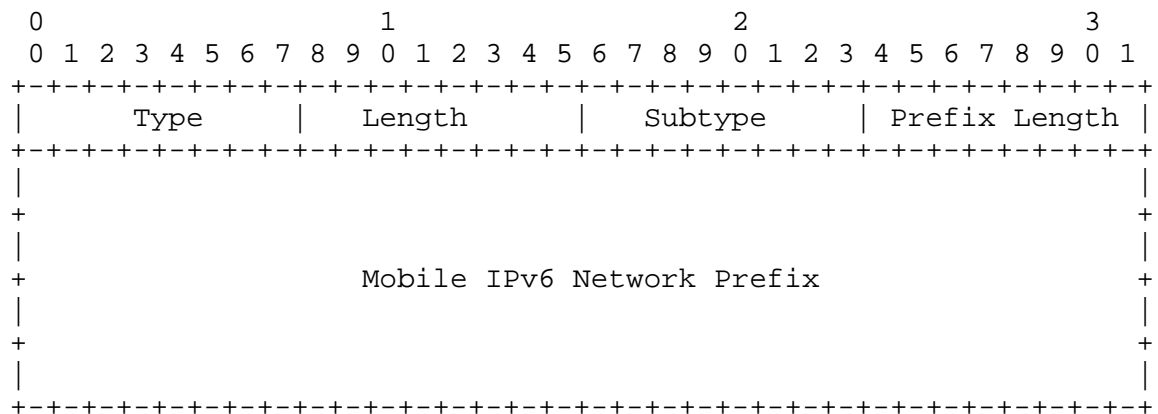 0                   1                   2                   3
 0 1 2 3 4 5 6 7 8 9 0 1 2 3 4 5 6 7 8 9 0 1 2 3 4 5 6 7 8 9 0 1
+-+-+-+-+-+-+-+-+-+-+-+-+-+-+-+-+-+-+-+-+-+-+-+-+-+-+-+-+-+-+-+-+
|      Type     |   Length      |   Subtype     | Prefix Length |
+-+-+-+-+-+-+-+-+-+-+-+-+-+-+-+-+-+-+-+-+-+-+-+-+-+-+-+-+-+-+-+-+
|                                                               |
+                                                               +
|                                                               |
+                   Mobile IPv6 Network Prefix                  +
|                                                               |
+                                                               +
|                                                               |
+-+-+-+-+-+-+-+-+-+-+-+-+-+-+-+-+-+-+-+-+-+-+-+-+-+-+-+-+-+-+-+-+